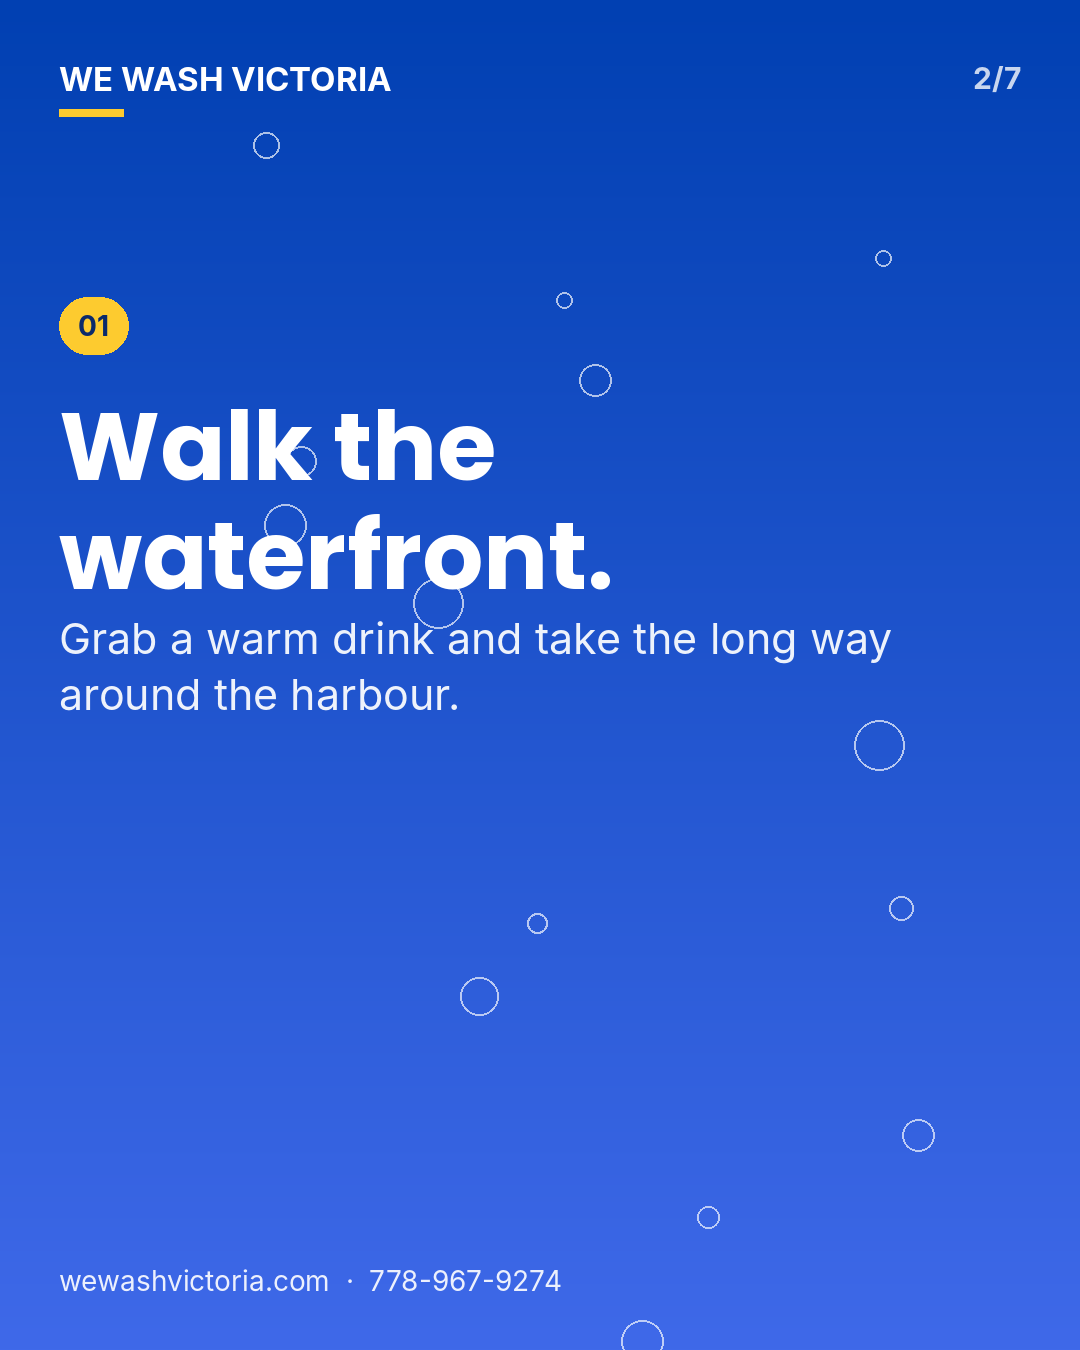 WE WASH VICTORIA
2/7
01
Walk the
waterfront.
Grab a warm drink and take the long way
around the harbour.
wewashvictoria.com · 778-967-9274